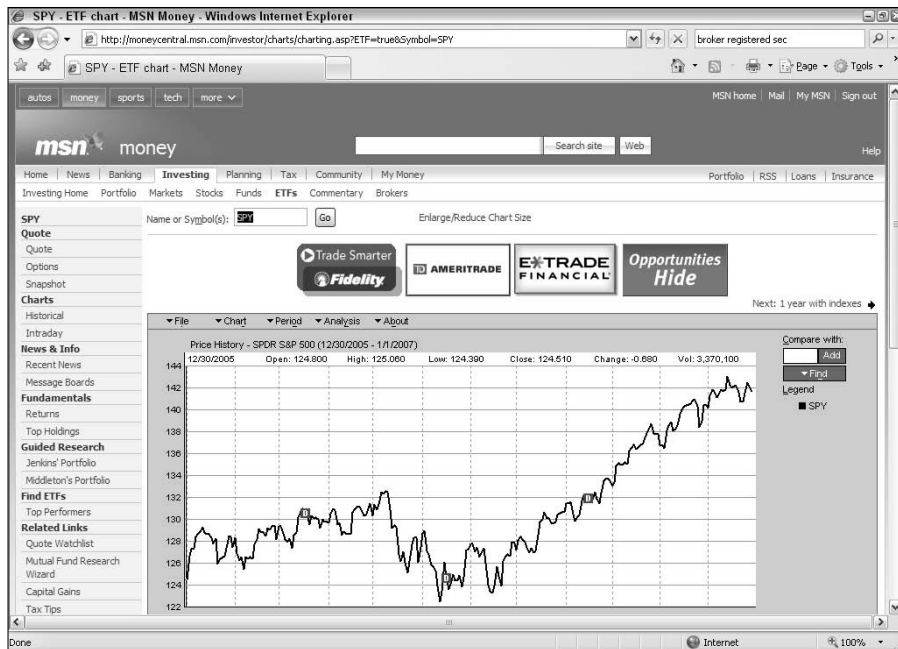 SPY - ETF chart - MSN Money - Windows Internet Explorer
http://moneycentral.msn.com/investor/charts/charting.asp?ETF=true&Symbol=SPY
broker registered sec
SPY - ETF chart - MSN Money
Page
Tools
autos money sports tech more
MSN home Mail My MSN Sign out
msn money
Search site Web
Help
Home News Banking Investing Planning Tax Community My Money
Portfolio RSS Loans Insurance
Investing Home Portfolio Markets Stocks Funds ETFs Commentary Brokers
SPY
Quote
Quote
Options
Snapshot
Charts
Historical
Intraday
News & Info
Recent News
Message Boards
Fundamentals
Returns
Top Holdings
Guided Research
Jenkins' Portfolio
Middleton's Portfolio
Find ETFs
Top Performers
Related Links
Quote Watchlist
Mutual Fund Research
Wizard
Capital Gains
Tax Tips
Name or Symbol(s): SPY Go
Enlarge/Reduce Chart Size
Trade Smarter
Fidelity
TD AMERITRADE
E*TRADE
FINANCIAL
Opportunities
Hide
Next: 1 year with indexes
File Chart Period Analysis About
Price History - SPDR S&P 500 (12/30/2005 - 1/1/2007)
12/30/2005 Open: 124.800 High: 125.060 Low: 124.390 Close: 124.510 Change: -0.680 Vol: 3,370,100
144
142
140
138
136
134
132
130
128
126
124
122
D
D
D
Compare with:
Add
Find
Legend
SPY
Done
Internet
100%